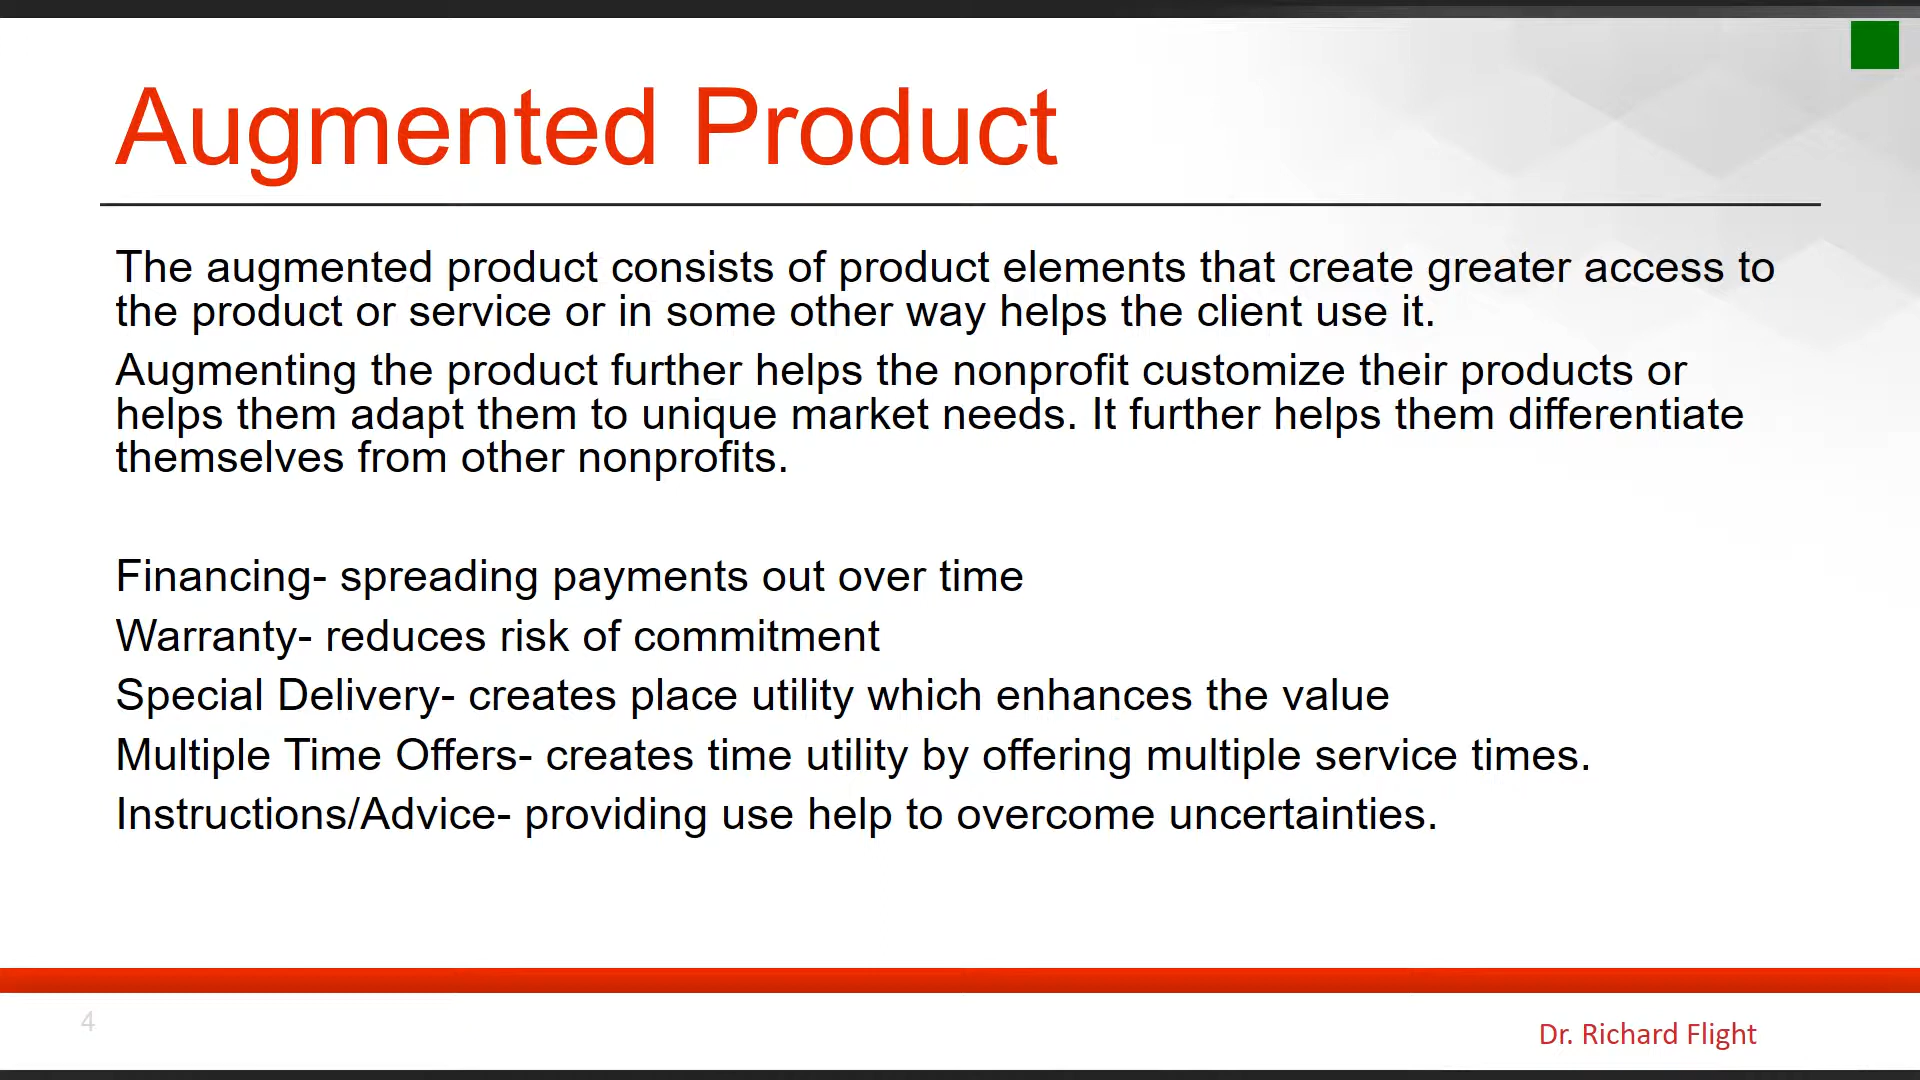 Augmented Product
The augmented product consists of product elements that create greater access to
the product or service or in some other way helps the client use it.
Augmenting the product further helps the nonprofit customize their products or
helps them adapt them to unique market needs. It further helps them differentiate
themselves from other nonprofits.
Financing- spreading payments out over time
Warranty- reduces risk of commitment
Special Delivery- creates place utility which enhances the value
Multiple Time Offers- creates time utility by offering multiple service times.
Instructions/Advice- providing use help to overcome uncertainties.
4
Dr. Richard Flight